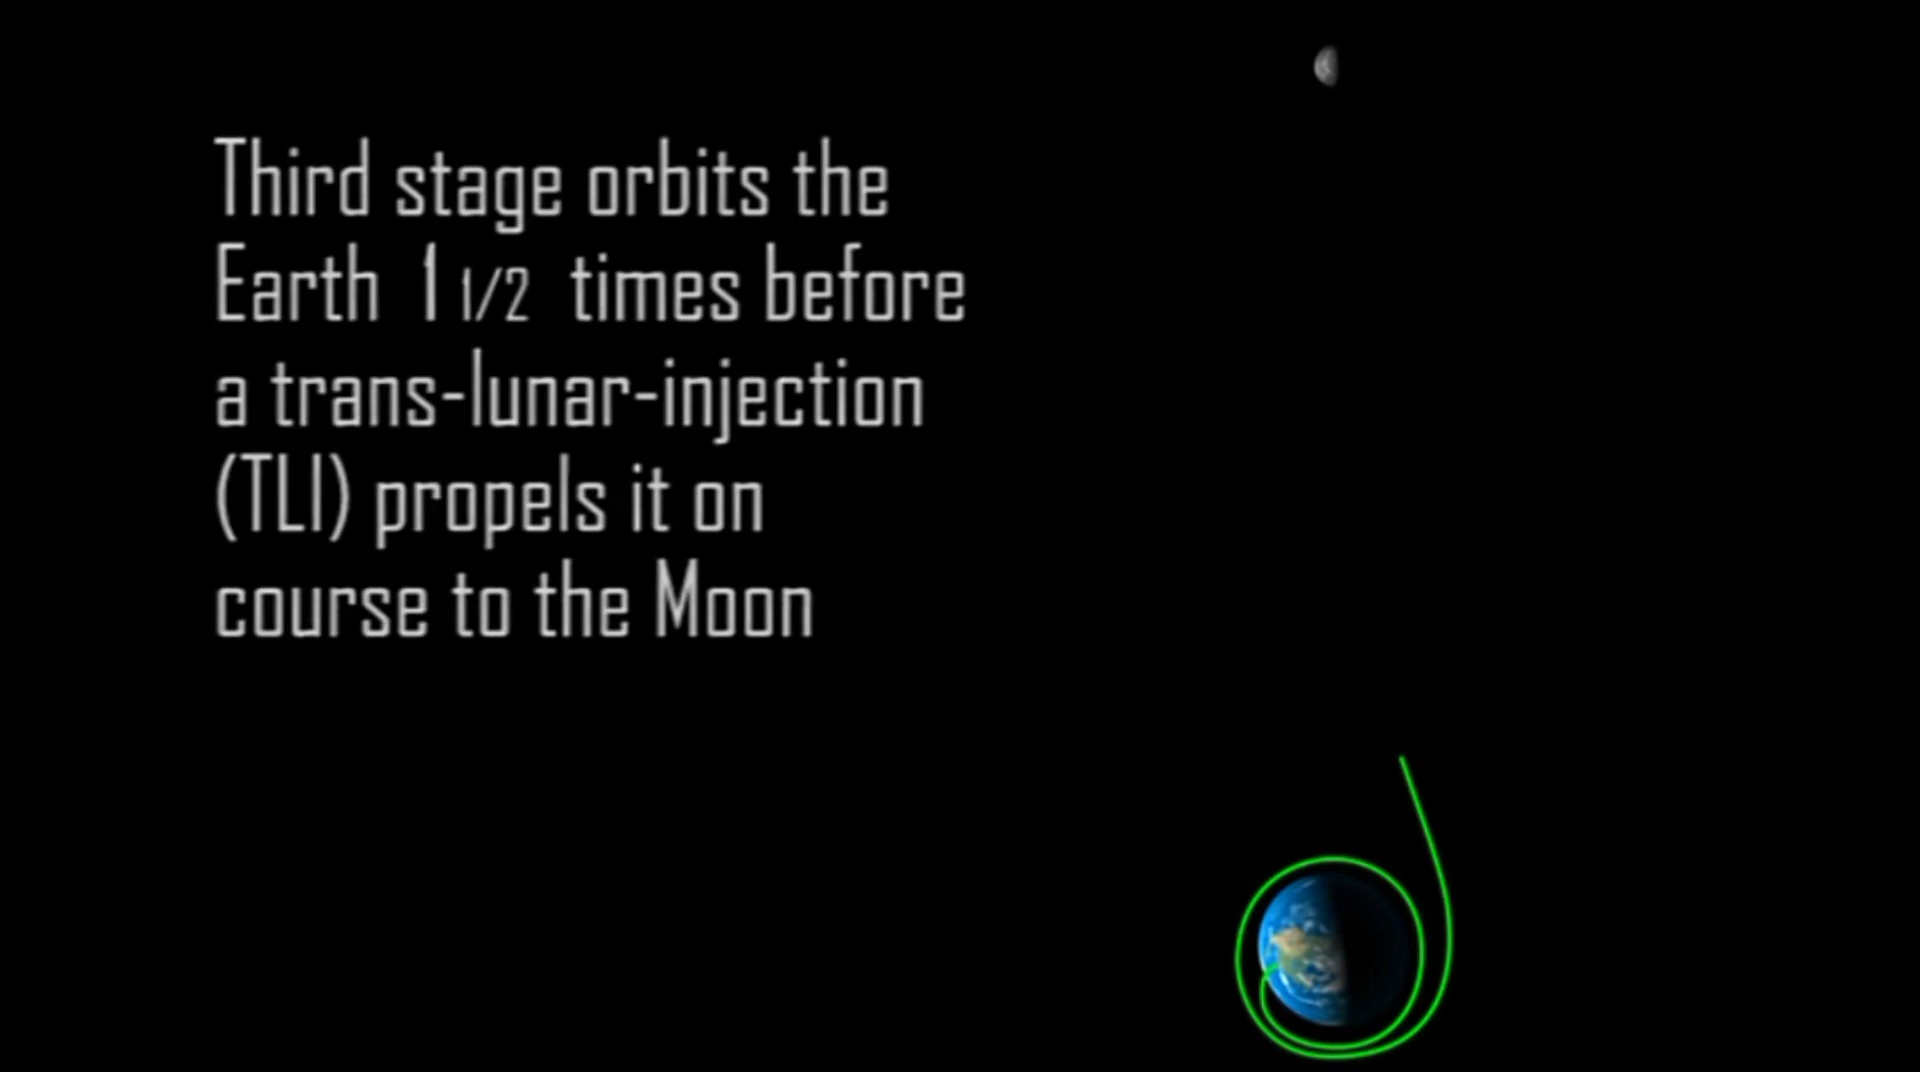 Third stage orbits the
Earth 1 1/2 times before
a trans-lunar-injection
(TLI) propels it on
course to the Moon